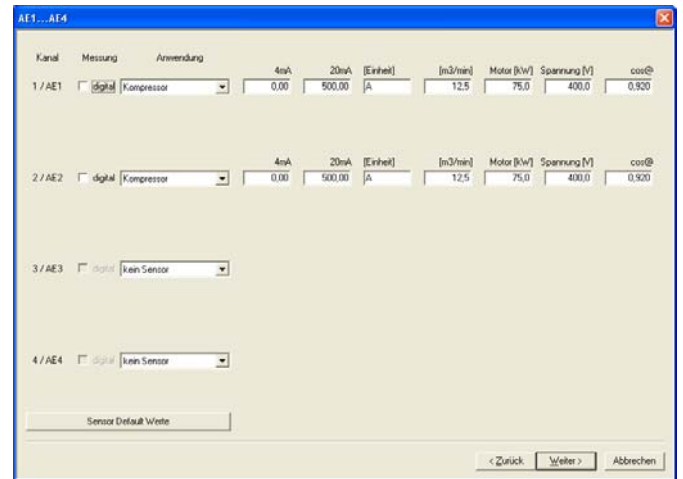 AE1...AE4
Kanal Messung Anwendung
4mA 20mA [Einheit] [m3/min] Motor [kW] Spannung [V] cos@
1 / AE1 digital Kompressor 0,00 500,00 A 12,5 75,0 400,0 0,920
4mA 20mA [Einheit] [m3/min] Motor [kW] Spannung [V] cos@
2 / AE2 digital Kompressor 0,00 500,00 A 12,5 75,0 400,0 0,920
3 / AE3 digital kein Sensor
4 / AE4 digital kein Sensor
Sensor Default Werte
< Zurück Weiter > Abbrechen